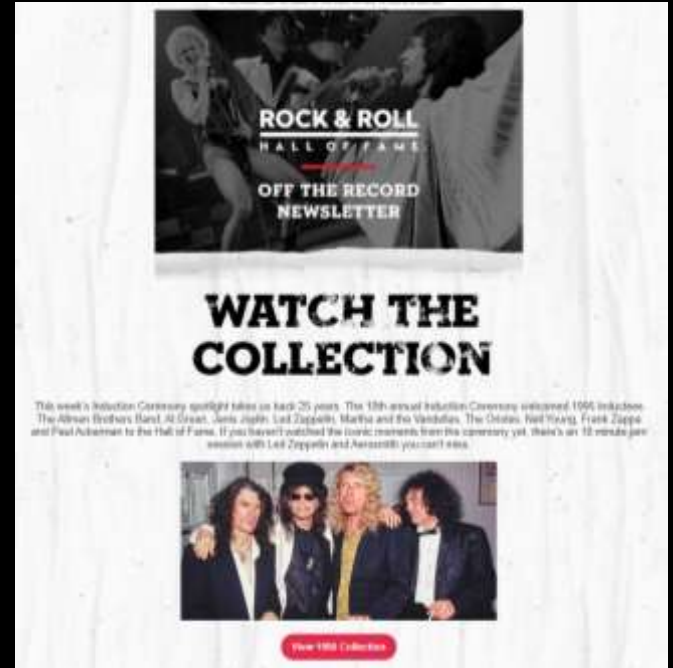 ROCK & ROLL
HALL OF FAME
OFF THE RECORD
NEWSLETTER
WATCH THE
COLLECTION
This week's Induction Ceremony spotlight takes us back 25 years. The 10th annual Induction Ceremony welcomed 1995 Inductees
The Allman Brothers Band, Al Green, Janis Joplin, Led Zeppelin, Martha and the Vandellas, The Orioles, Neil Young, Frank Zappa
and Paul Ackerman to the Hall of Fame. If you haven't watched the iconic moments from this ceremony yet, there's an 18 minute jam
session with Led Zeppelin and Aerosmith you can't miss.
View 1995 Collection